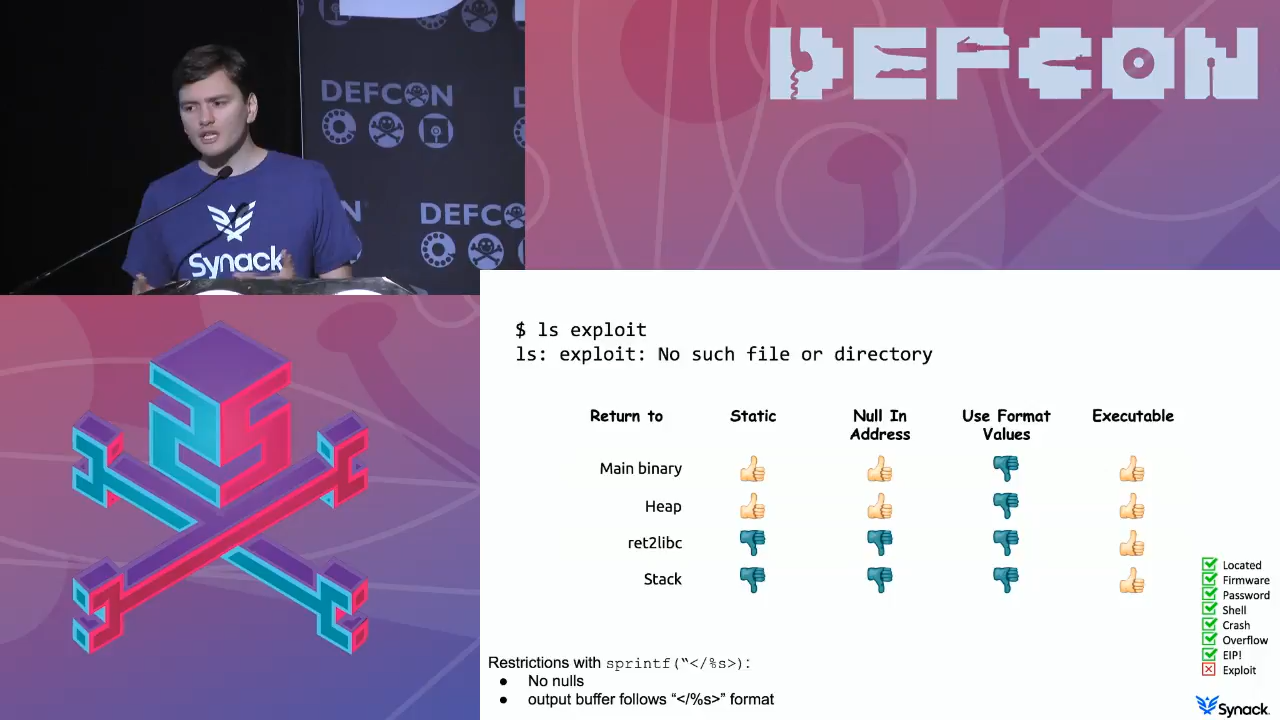 DEFCON
DEFCON
DEFCON
Synack
$ ls exploit
ls: exploit: No such file or directory
Return to Static Null In Address Use Format Values Executable
Main binary
Heap
ret2libc
Stack
Located
Firmware
Password
Shell
Crash
Overflow
EIP!
Exploit
Restrictions with sprintf(“</%s>):
● No nulls
● output buffer follows “</%s>” format
Synack